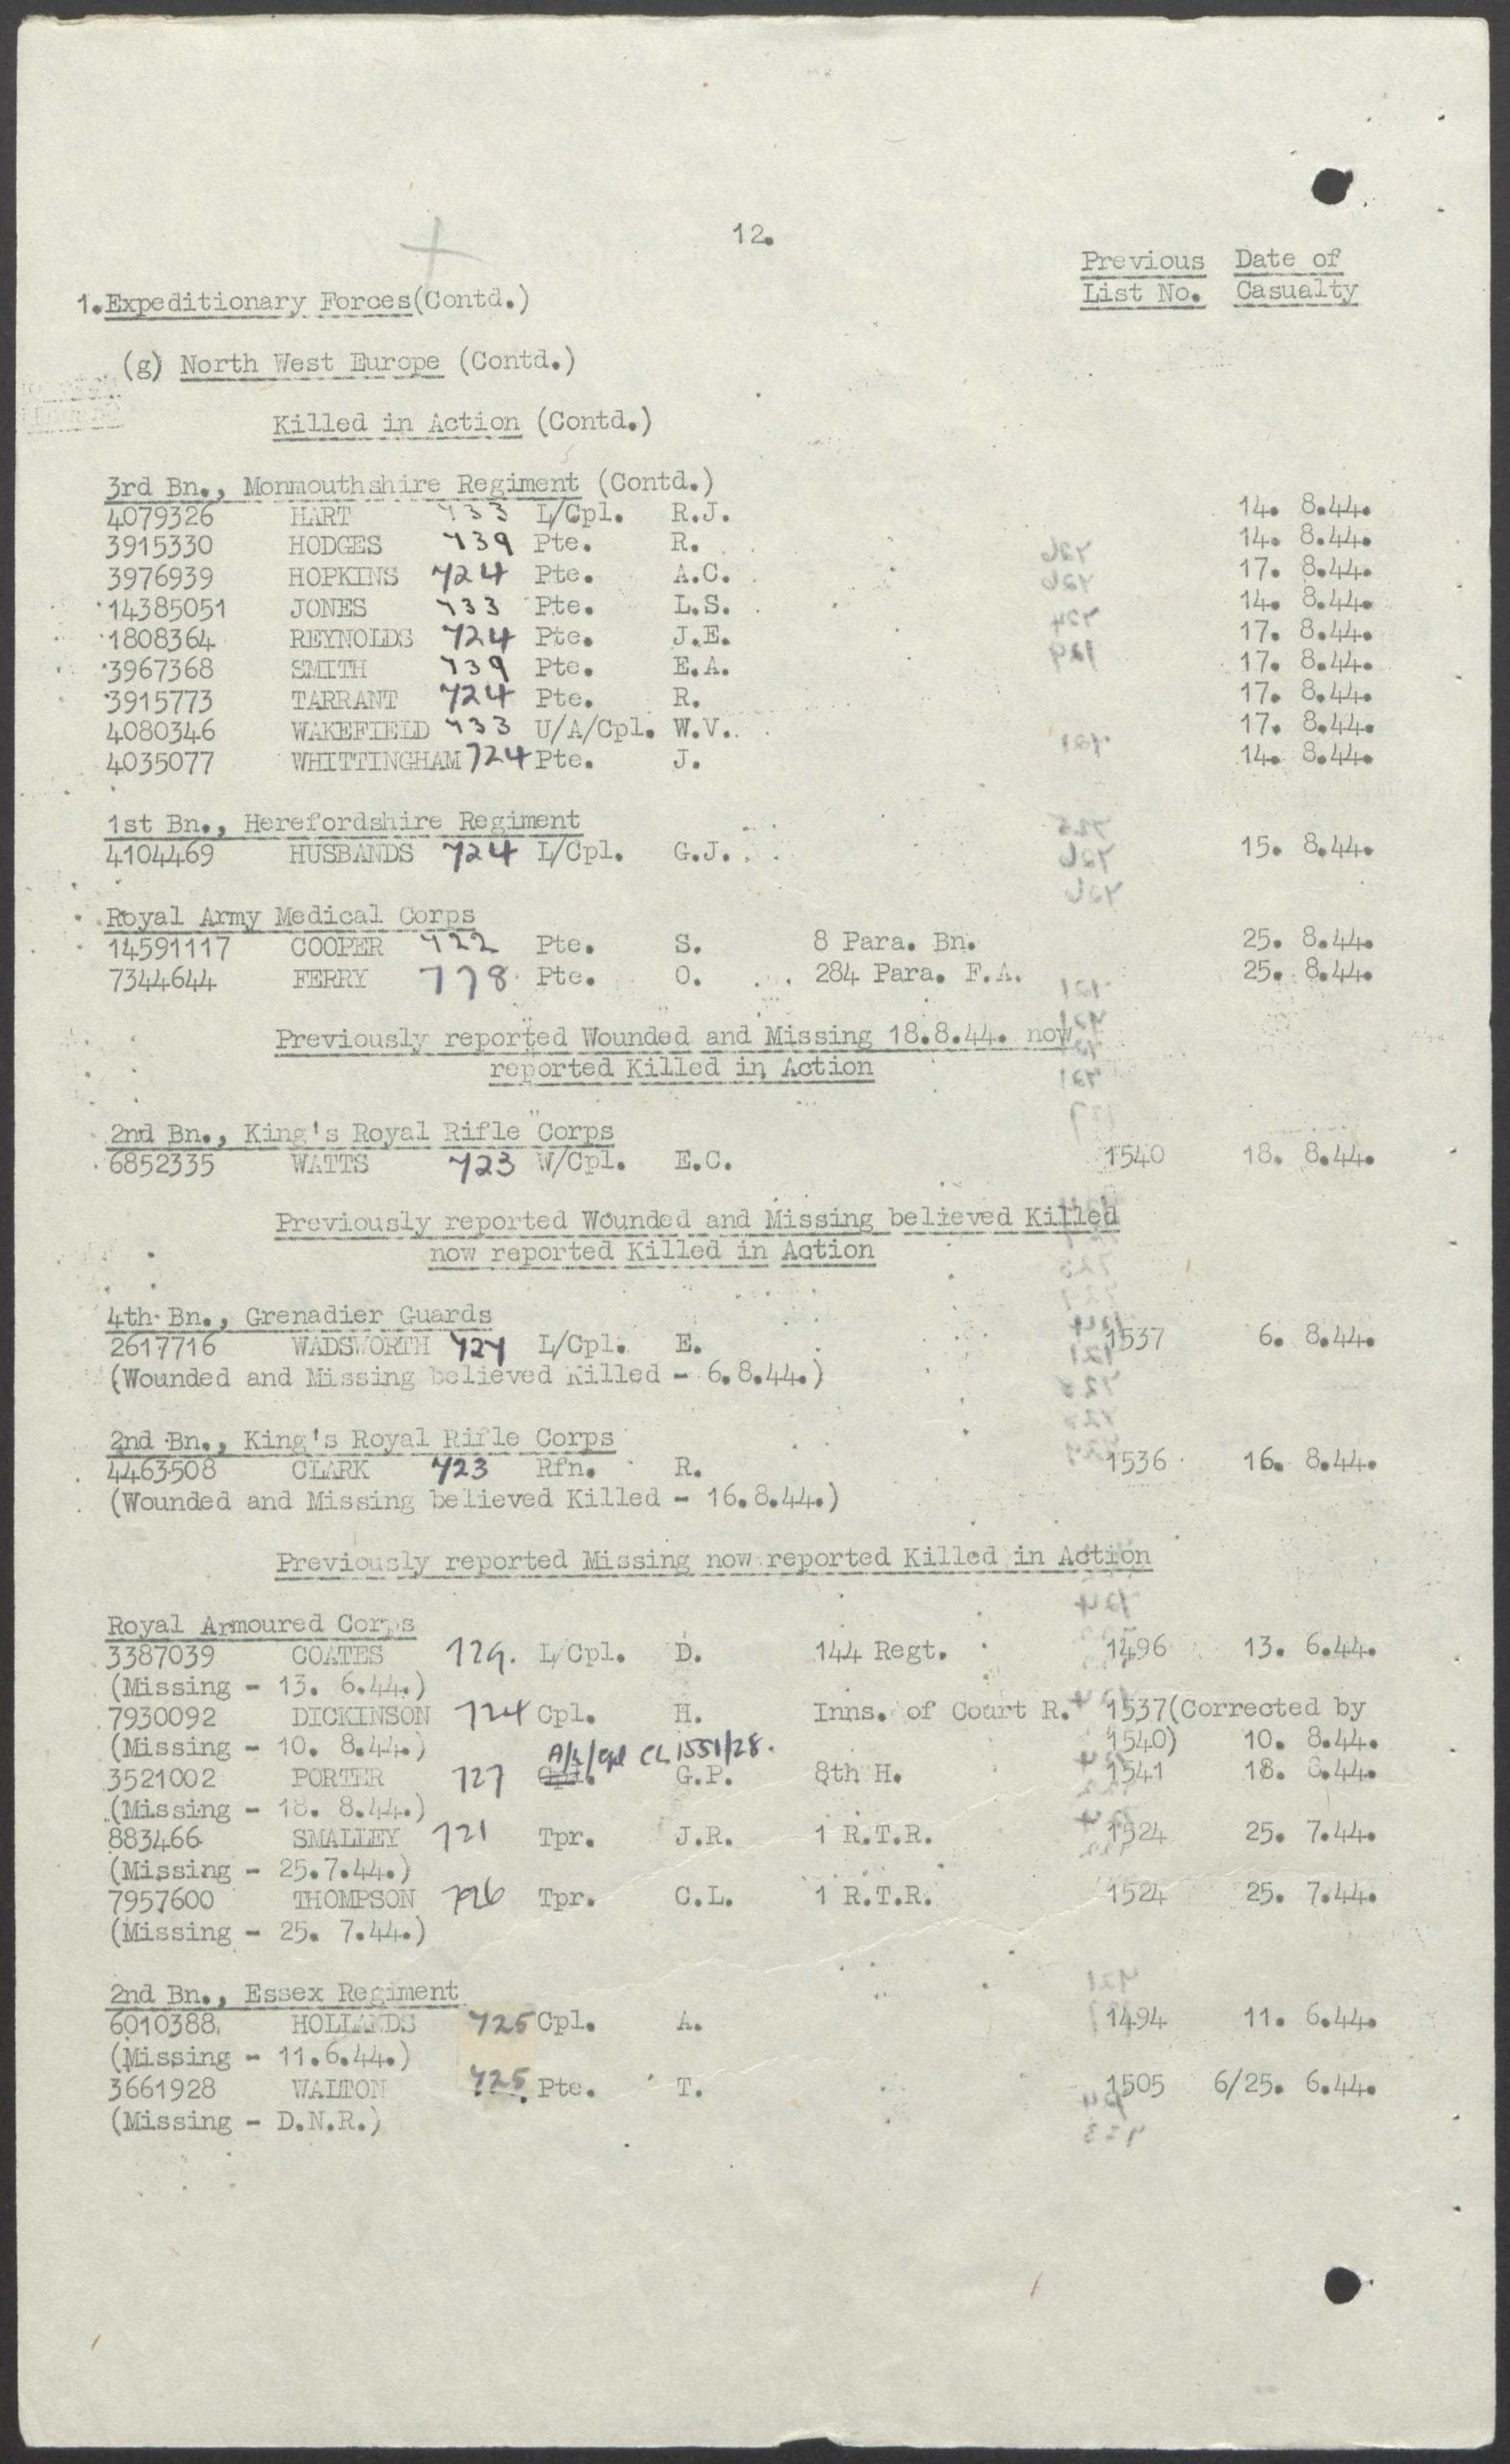 12.
Previous Date of
List No. Casualty
1. Expeditionary Forces (Contd.)
(g) North West Europe (Contd.)
Killed in Action (Contd.)
3rd Bn., Monmouthshire Regiment (Contd.)
4079326 HART 733 L/Cpl. R.J. 14. 8.44.
3915330 HODGES 739 Pte. R. 14. 8.44.
3976939 HOPKINS 724 Pte. A.C. 17. 8.44.
14385051 JONES 733 Pte. L.S. 14. 8.44.
1808364 REYNOLDS 724 Pte. J.E. 17. 8.44.
3967368 SMITH 739 Pte. E.A. 17. 8.44.
3915773 TARRANT 724 Pte. R. 17. 8.44.
4080346 WAKEFIELD 733 U/A/Cpl. W.V. 17. 8.44.
4035077 WHITTINGHAM 724 Pte. J. 14. 8.44.
1st Bn., Herefordshire Regiment
4104469 HUSBANDS 724 L/Cpl. G.J. 15. 8.44.
Royal Army Medical Corps
14591117 COOPER 722 Pte. S. 8 Para. Bn. 25. 8.44.
7344644 FERRY 778 Pte. O. 284 Para. F.A. 25. 8.44.
Previously reported Wounded and Missing 18.8.44. now
reported Killed in Action
2nd Bn., King's Royal Rifle Corps
6852335 WATTS 723 W/Cpl. E.C. 1540 18. 8.44.
Previously reported Wounded and Missing believed Killed
now reported Killed in Action
4th Bn., Grenadier Guards
2617716 WADSWORTH 727 L/Cpl. E. 1537 6. 8.44.
(Wounded and Missing believed Killed - 6.8.44.)
2nd Bn., King's Royal Rifle Corps
4463508 CLARK 723 Rfn. R. 1536 16. 8.44.
(Wounded and Missing believed Killed - 16.8.44.)
Previously reported Missing now reported Killed in Action
Royal Armoured Corps
3387039 COATES 729. L/Cpl. D. 144 Regt. 1496 13. 6.44.
(Missing - 13. 6.44.)
7930092 DICKINSON 724 Cpl. H. Inns. of Court R. 1537(Corrected by
(Missing - 10. 8.44.) 1540) 10. 8.44.
A/L/Cpl CL 1551/28.
3521002 PORTER 727 Cpl. G.P. 8th H. 1541 18. 8.44.
(Missing - 18. 8.44.)
883466 SMALLEY 721 Tpr. J.R. 1 R.T.R. 1524 25. 7.44.
(Missing - 25.7.44.)
7957600 THOMPSON 726 Tpr. C.L. 1 R.T.R. 1524 25. 7.44.
(Missing - 25. 7.44.)
2nd Bn., Essex Regiment
6010388 HOLLANDS 725 Cpl. A. 1494 11. 6.44.
(Missing - 11.6.44.)
3661928 WALTON 725 Pte. T. 1505 6/25. 6.44.
(Missing - D.N.R.)